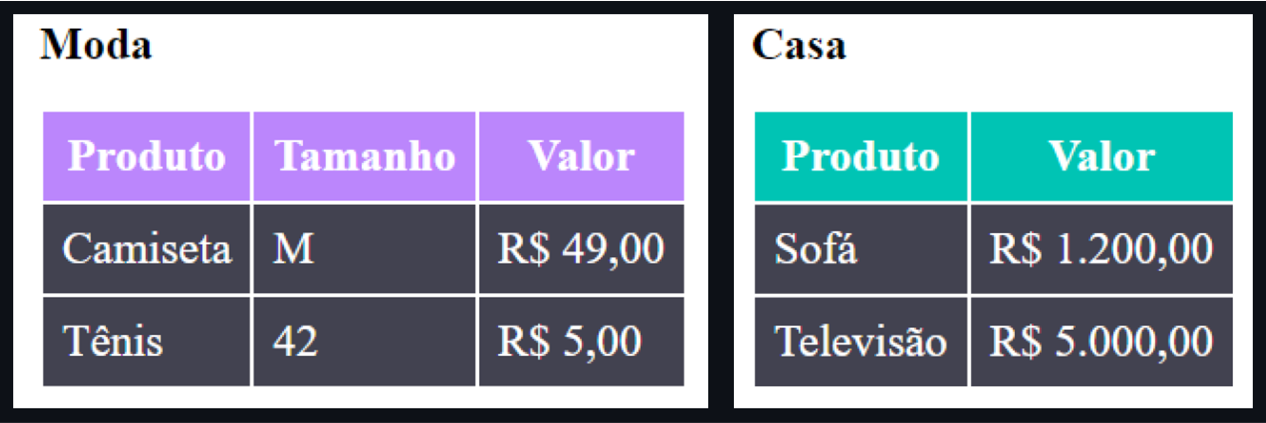 Moda
Produto Tamanho Valor
Camiseta M R$ 49,00
Tênis 42 R$ 5,00
Casa
Produto Valor
Sofá R$ 1.200,00
Televisão R$ 5.000,00